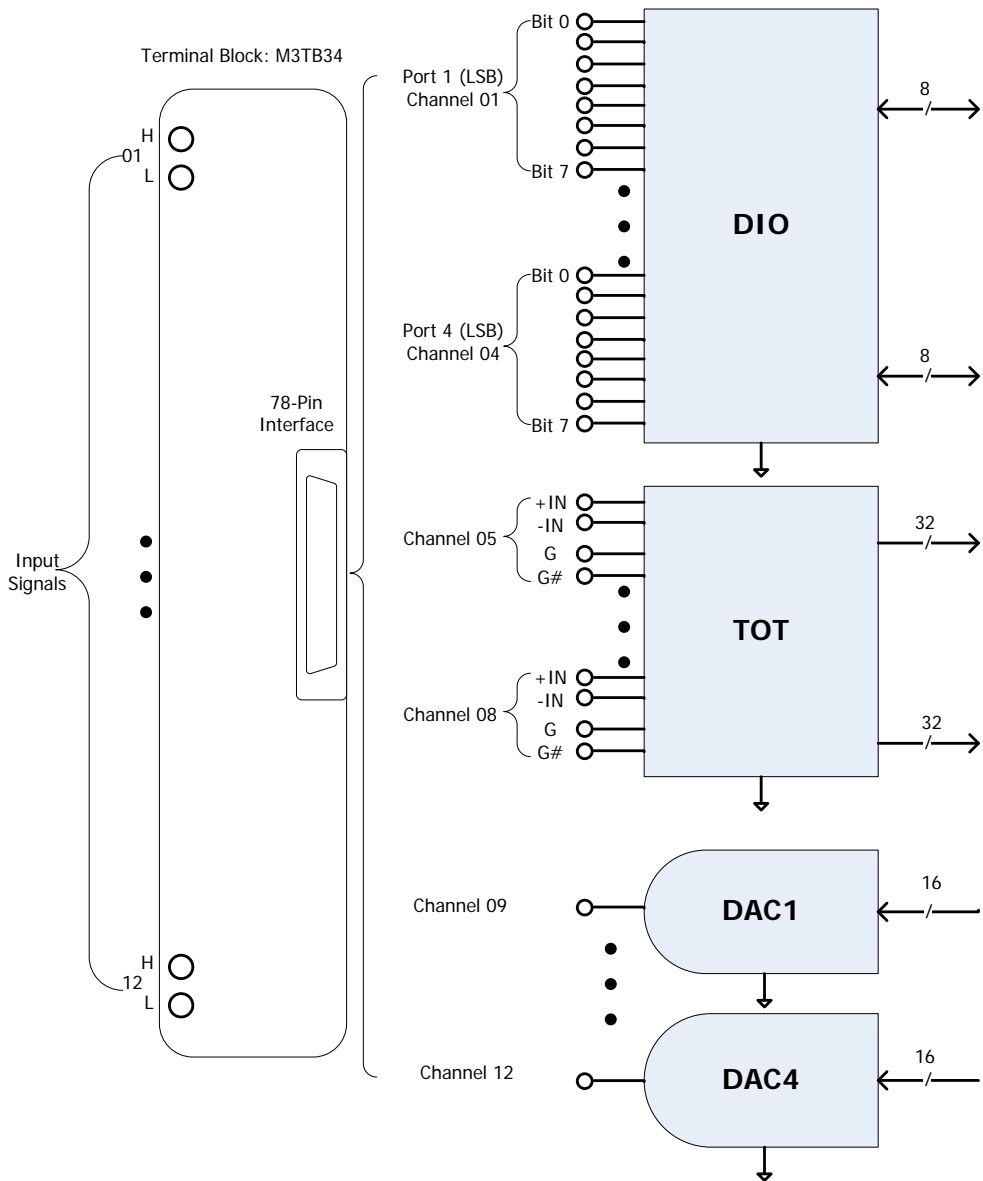 Terminal Block: M3TB34
H
01
L
Input
Signals
H
12
L
78-Pin
Interface
Port 1 (LSB)
Channel 01
Bit 0
Bit 7
Port 4 (LSB)
Channel 04
Bit 0
Bit 7
DIO
8
8
Channel 05
+IN
-IN
G
G#
Channel 08
+IN
-IN
G
G#
TOT
32
32
Channel 09
DAC1
16
Channel 12
DAC4
16